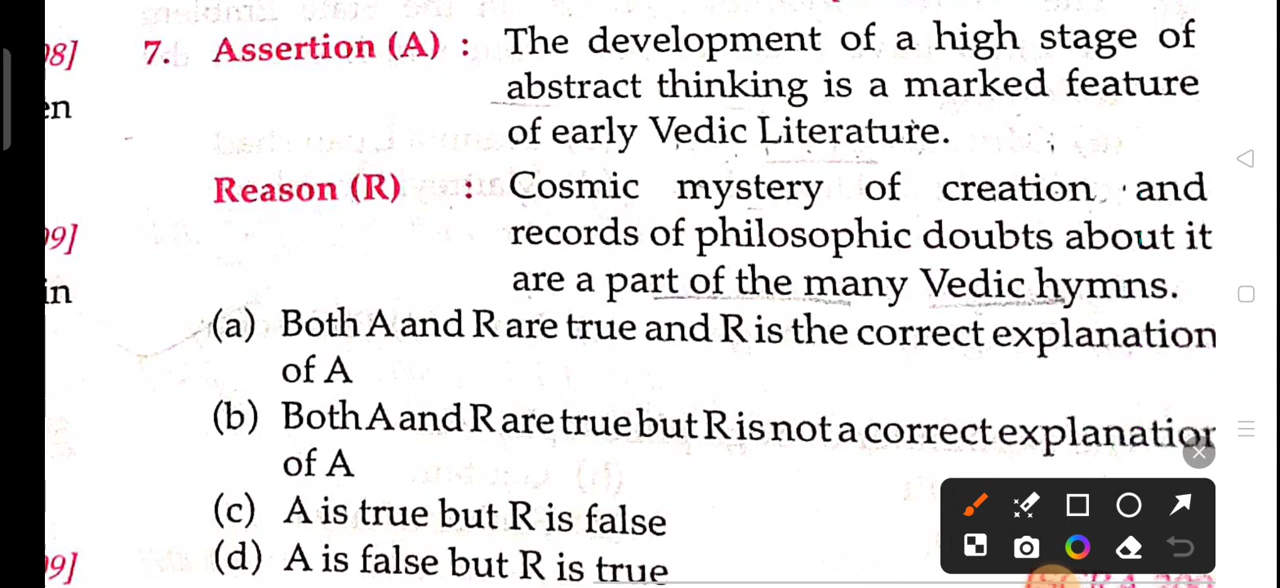 8]
7. Assertion (A) : The development of a high stage of
en
abstract thinking is a marked feature
of early Vedic Literature.
Reason (R) : Cosmic mystery of creation and
9]
records of philosophic doubts about it
in
are a part of the many Vedic hymns.
(a) Both A and R are true and R is the correct explanation
of A
(b) Both A and R are true but R is not a correct explanation
of A
(c) A is true but R is false
9]
(d) A is false but R is true